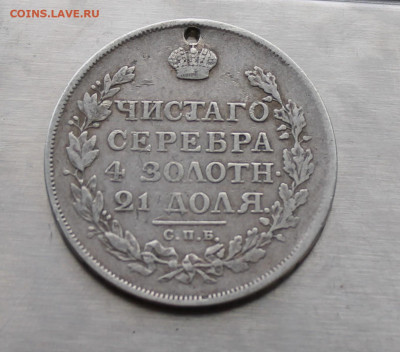 COINS.LAVE.RU
ЧИСТАГО
СЕРЕБРА
4 ЗОЛОТН·
21 ДОЛЯ.
С.П.Б.